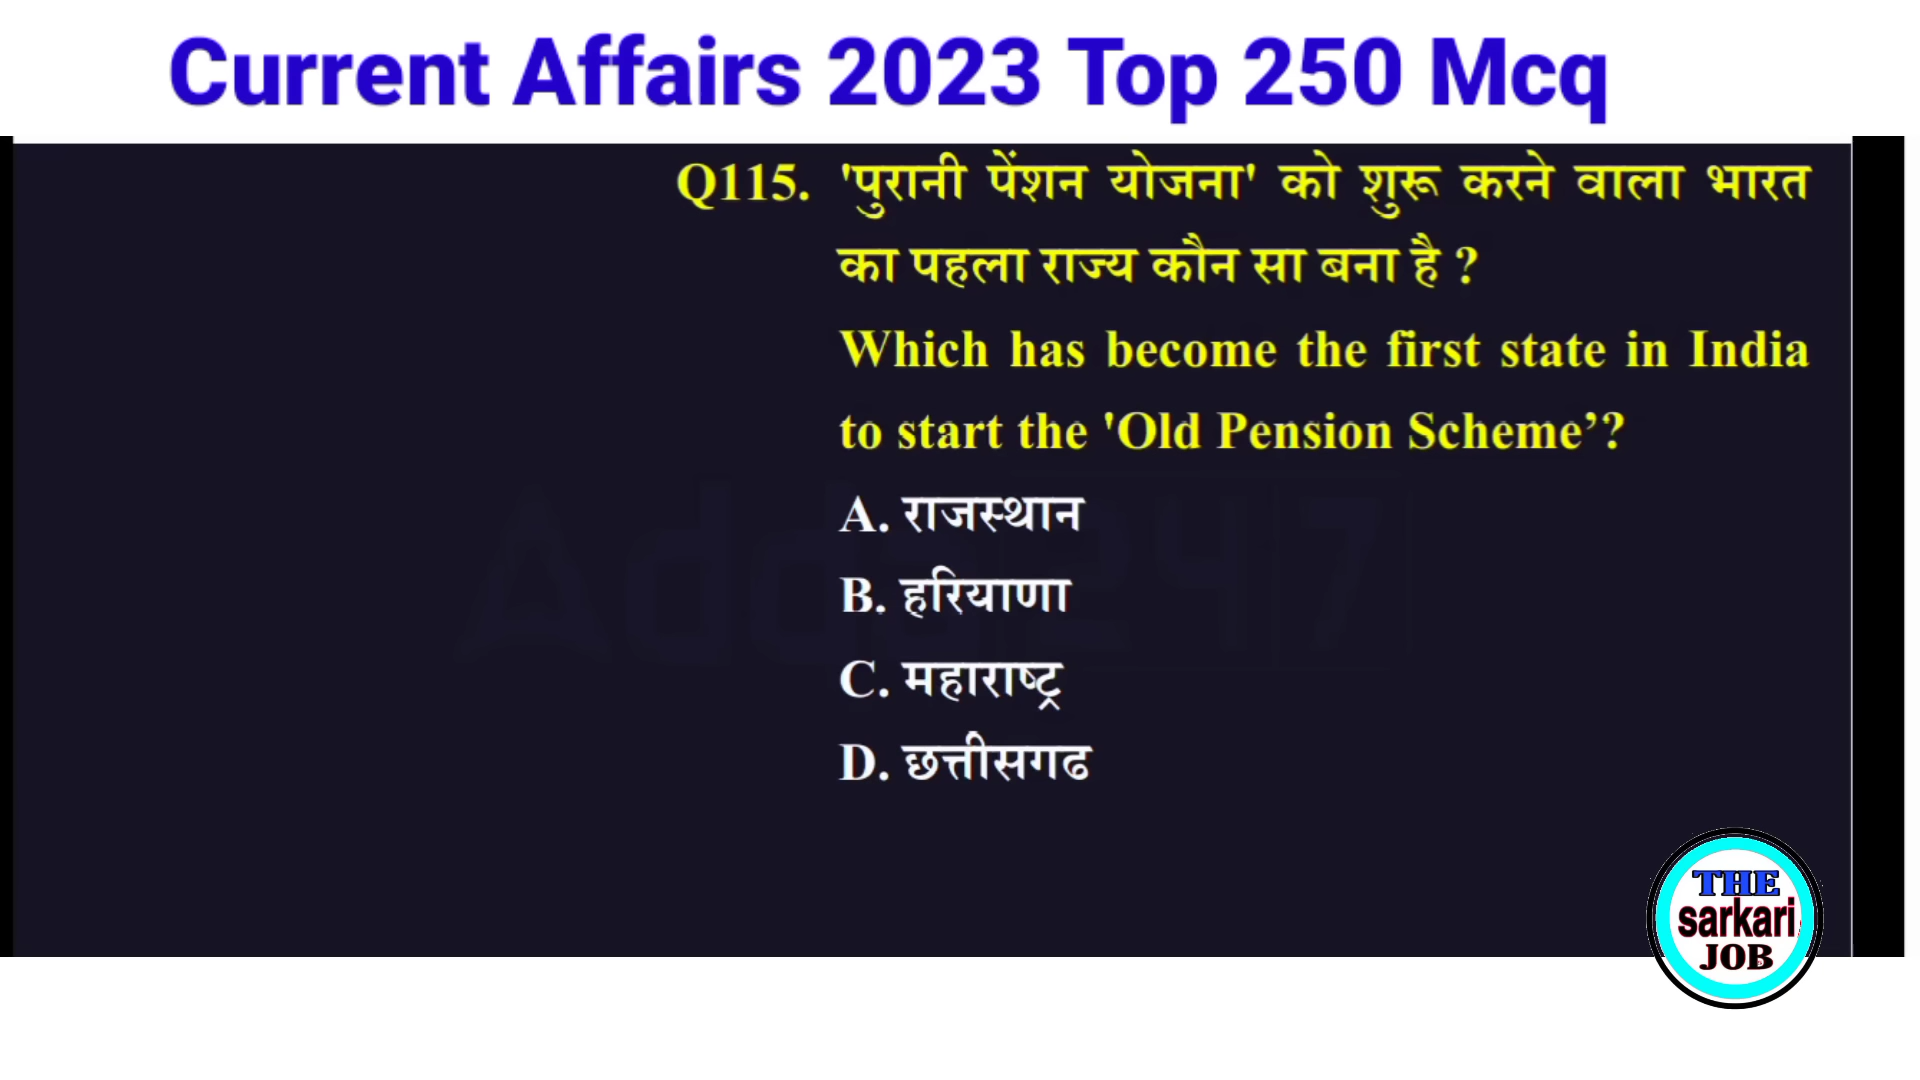 Current Affairs 2023 Top 250 Mcq
Q115. 'पुरानी पेंशन योजना' को शुरू करने वाला भारत
का पहला राज्य कौन सा बना है ?
Which has become the first state in India
to start the 'Old Pension Scheme’?
A. राजस्थान
B. हरियाणा
C. महाराष्ट्र
D. छत्तीसगढ
Adda247
THE
sarkari
JOB